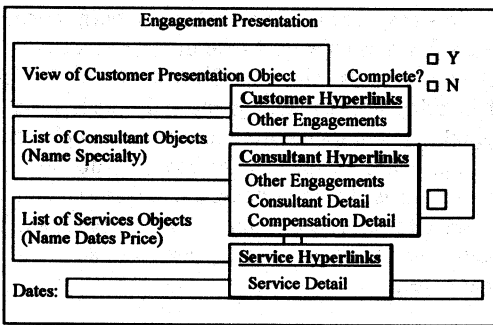 Engagement Presentation
View of Customer Presentation Object
Complete?
Y
N
Customer Hyperlinks
Other Engagements
List of Consultant Objects
(Name Specialty)
Consultant Hyperlinks
Other Engagements
Consultant Detail
Compensation Detail
List of Services Objects
(Name Dates Price)
Service Hyperlinks
Service Detail
Dates: